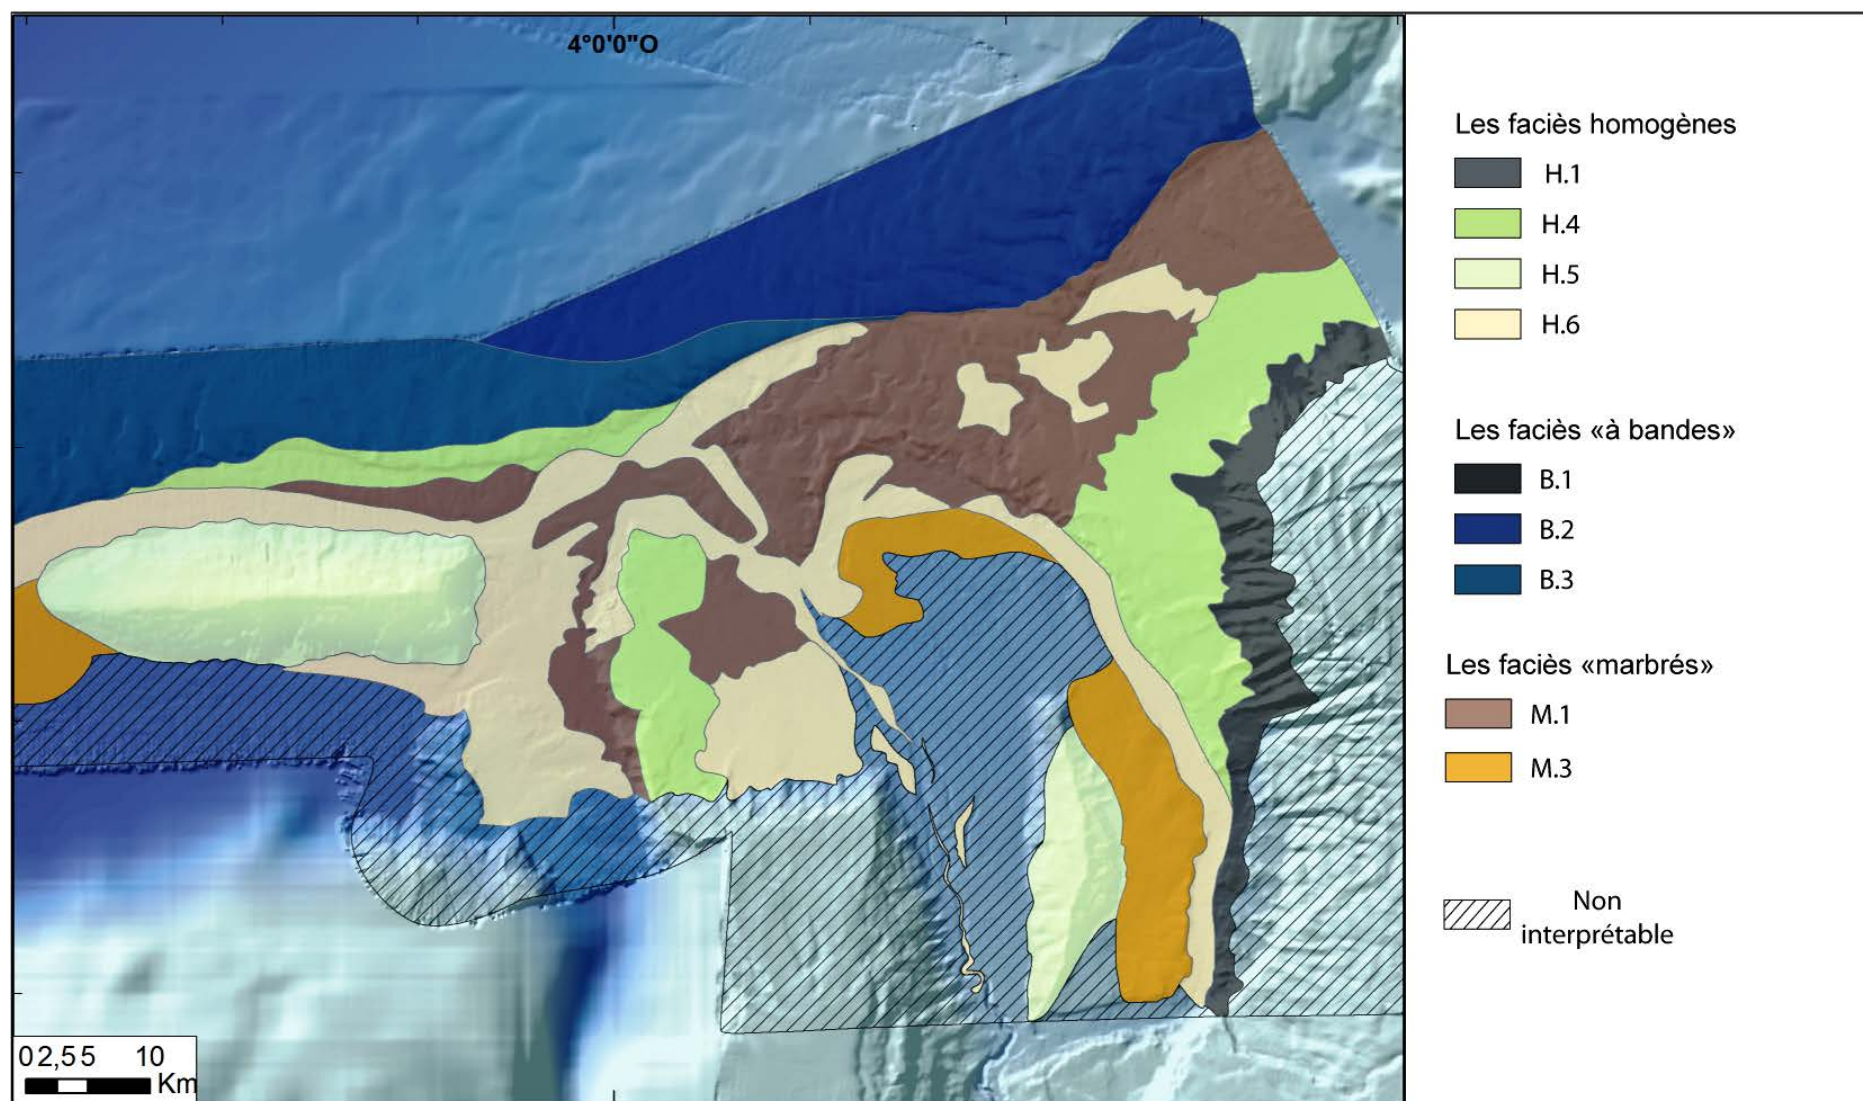 4°0'0"O
Les faciès homogènes
H.1
H.4
H.5
H.6
Les faciès «à bandes»
B.1
B.2
B.3
Les faciès «marbrés»
M.1
M.3
Non
interprétable
0 2,5 5 10
Km